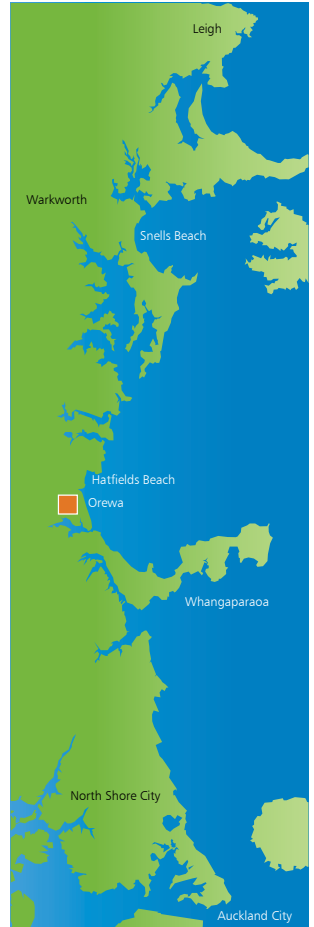 Leigh
Warkworth
Snells Beach
Hatfields Beach
Orewa
Whangaparaoa
North Shore City
Auckland City